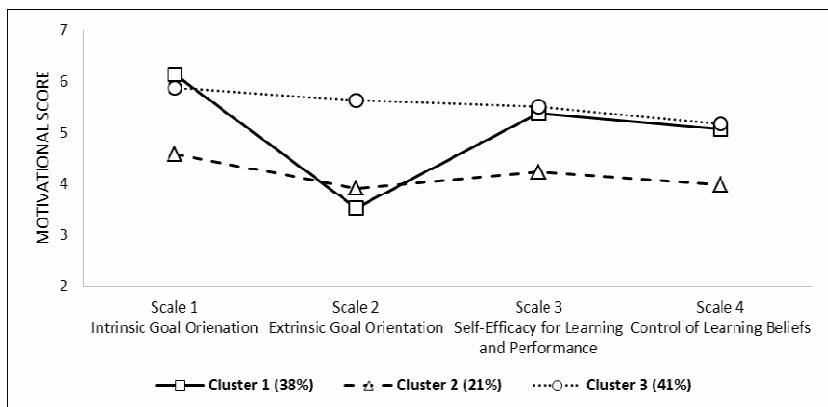 MOTIVATIONAL SCORE
7
6
5
4
3
2
Scale 1
Intrinsic Goal Orienation
Scale 2
Extrinsic Goal Orientation
Scale 3
Self-Efficacy for Learning
and Performance
Scale 4
Control of Learning Beliefs
Cluster 1 (38%)
Cluster 2 (21%)
Cluster 3 (41%)